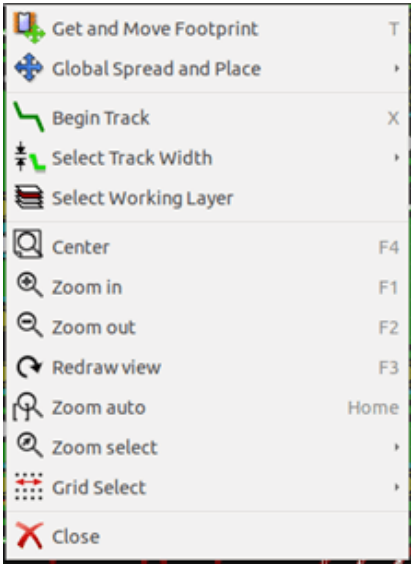 Get and Move Footprint T
Global Spread and Place
Begin Track X
Select Track Width
Select Working Layer
Center F4
Zoom in F1
Zoom out F2
Redraw view F3
Zoom auto Home
Zoom select
Grid Select
Close